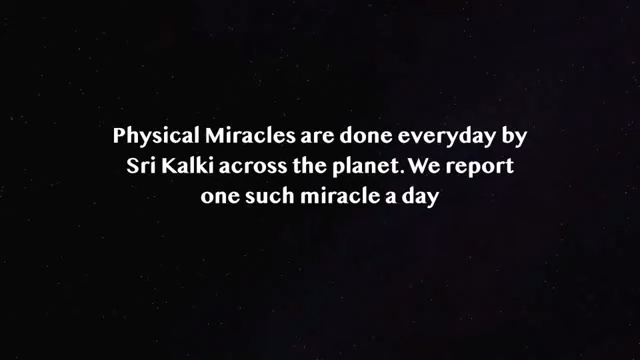 Physical Miracles are done everyday by
Sri Kalki across the planet. We report
one such miracle a day